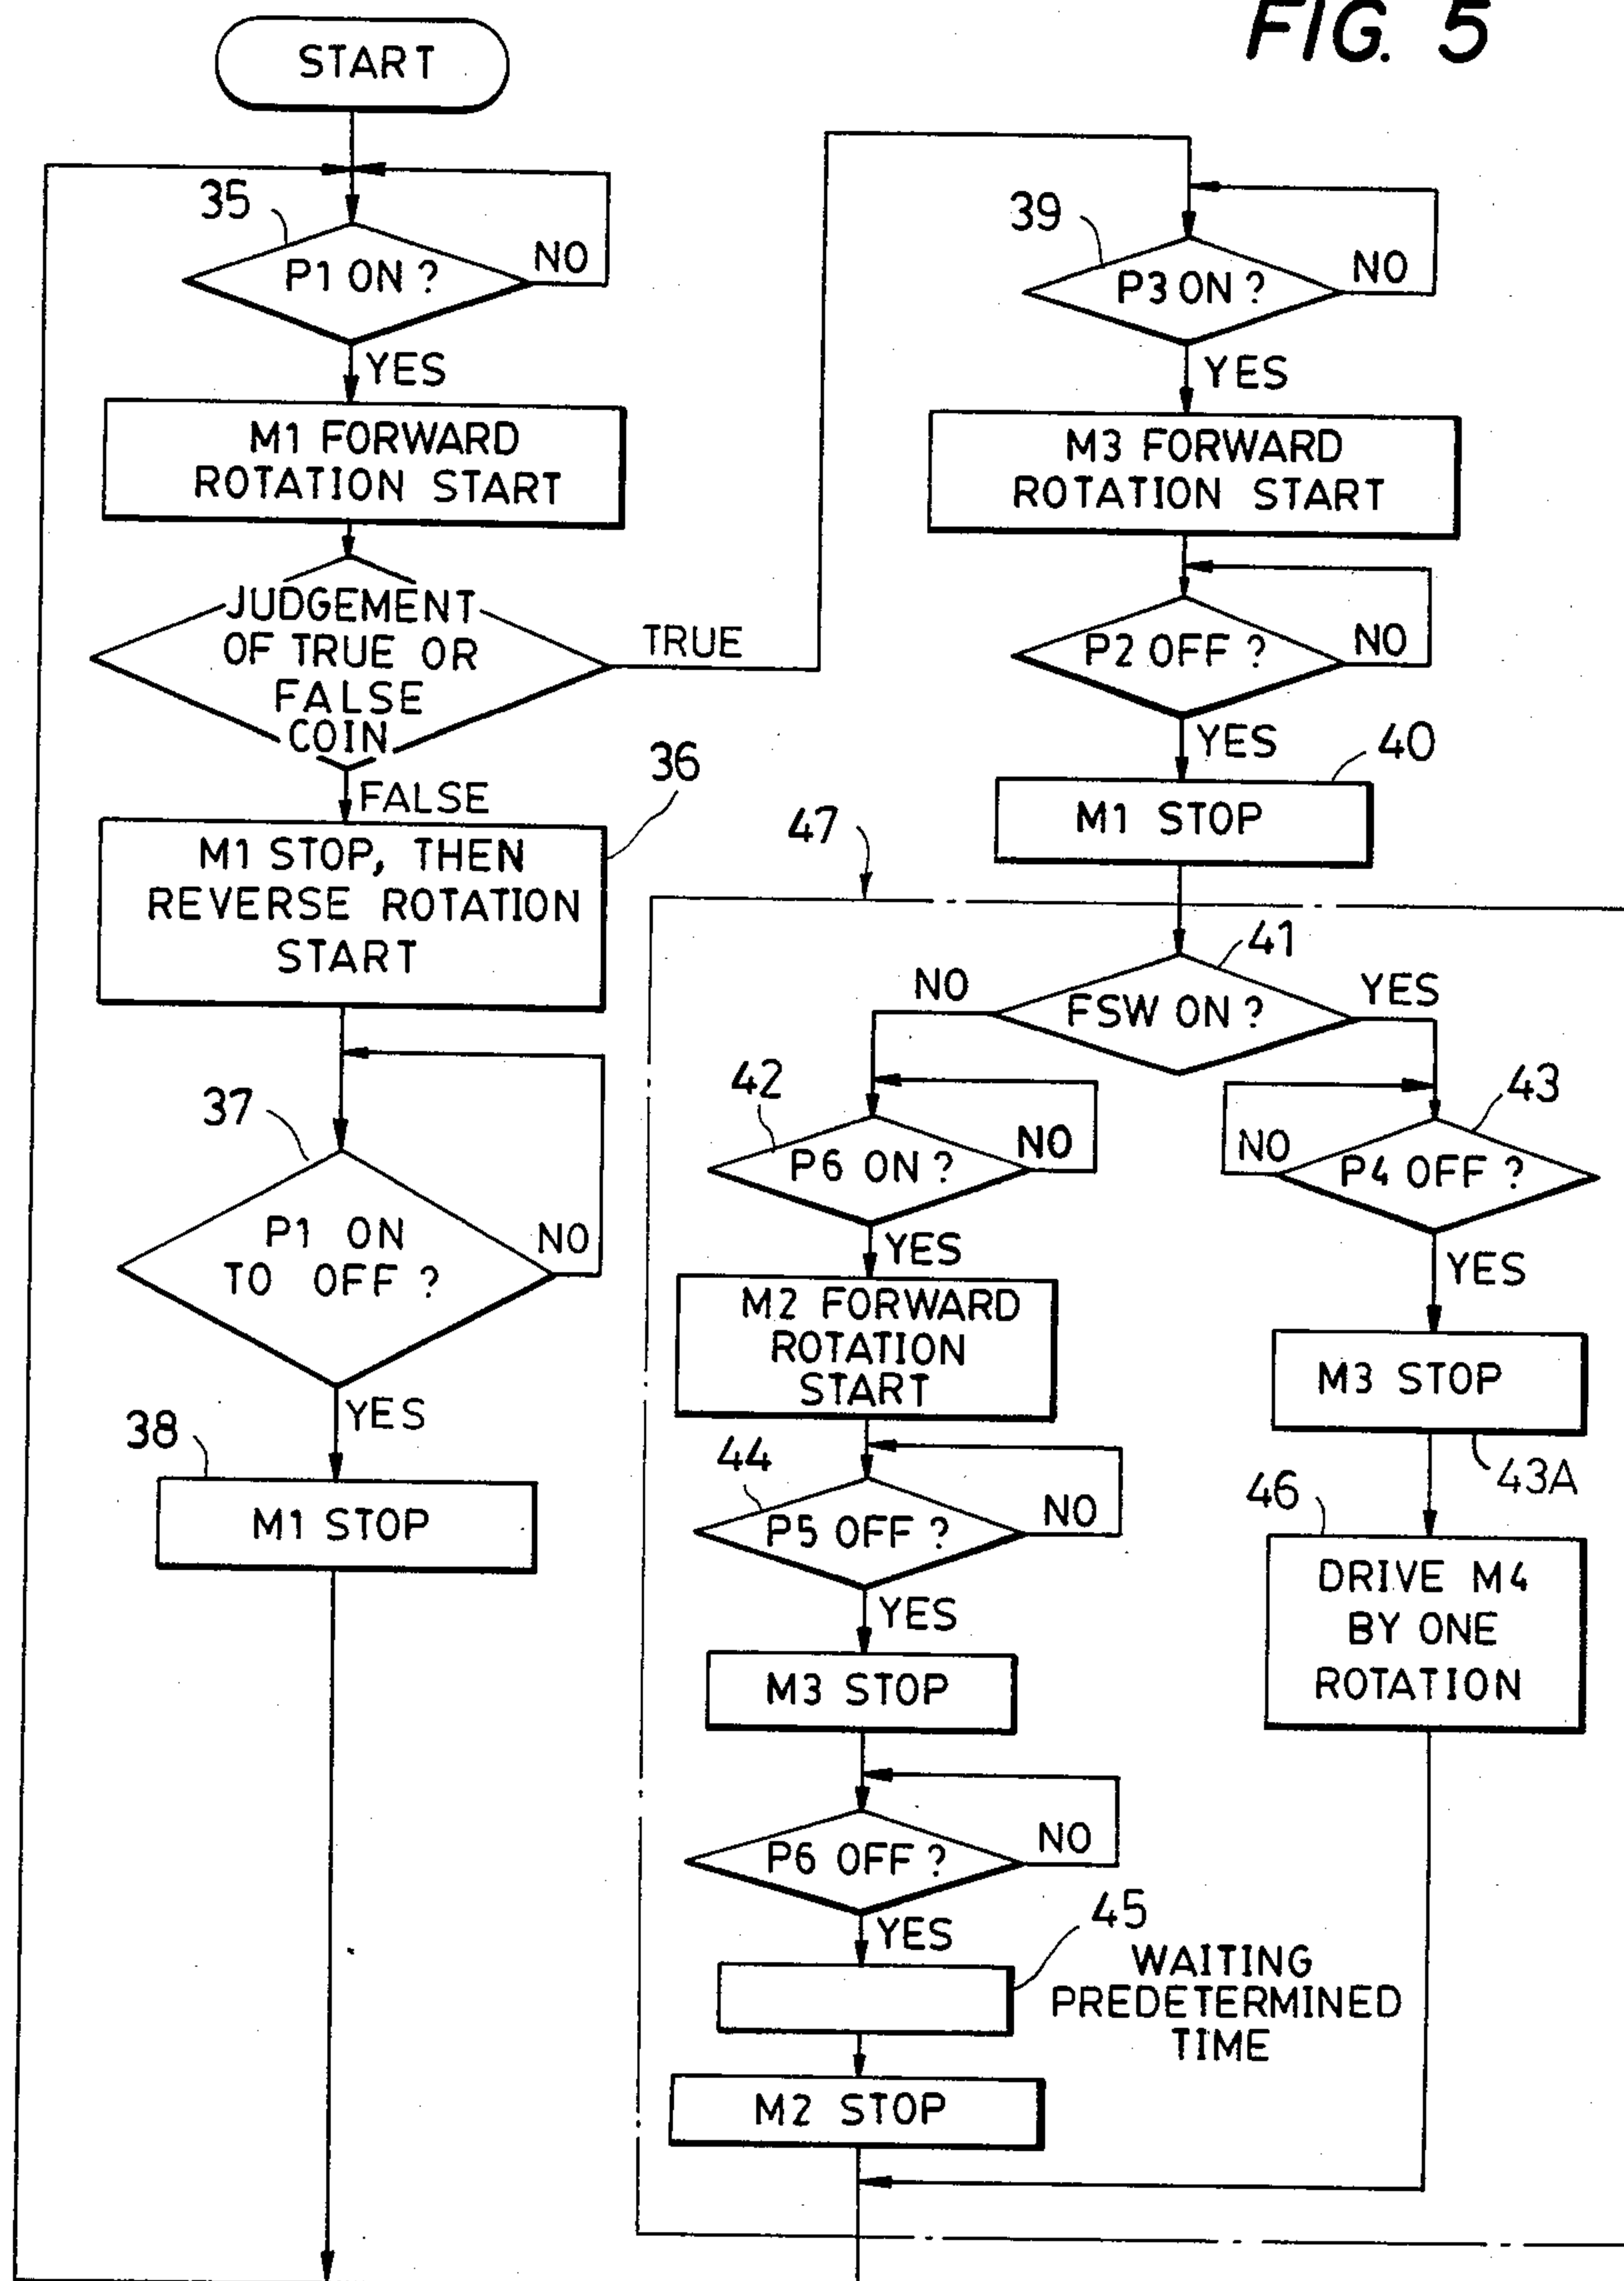 FIG. 5
START
35
P1 ON ?
NO
YES
M1 FORWARD
ROTATION START
JUDGEMENT
OF TRUE OR
FALSE
COIN
TRUE
FALSE
36
M1 STOP, THEN
REVERSE ROTATION
START
37
P1 ON
TO OFF ?
NO
YES
38
M1 STOP
39
P3 ON ?
NO
YES
M3 FORWARD
ROTATION START
P2 OFF ?
NO
YES
40
M1 STOP
47
41
FSW ON ?
NO
YES
42
P6 ON ?
NO
YES
M2 FORWARD
ROTATION
START
44
P5 OFF ?
NO
YES
M3 STOP
P6 OFF ?
NO
YES
45
WAITING
PREDETERMINED
TIME
M2 STOP
43
P4 OFF ?
NO
YES
M3 STOP
43A
46
DRIVE M4
BY ONE
ROTATION